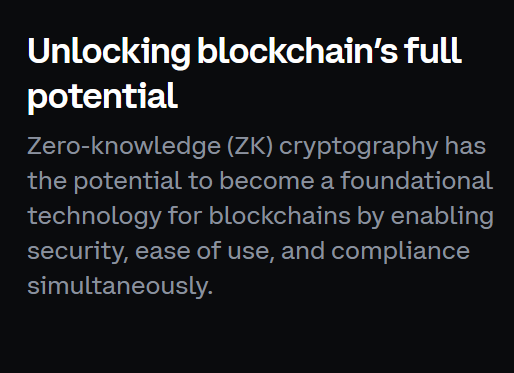 Unlocking blockchain’s full
potential
Zero-knowledge (ZK) cryptography has
the potential to become a foundational
technology for blockchains by enabling
security, ease of use, and compliance
simultaneously.